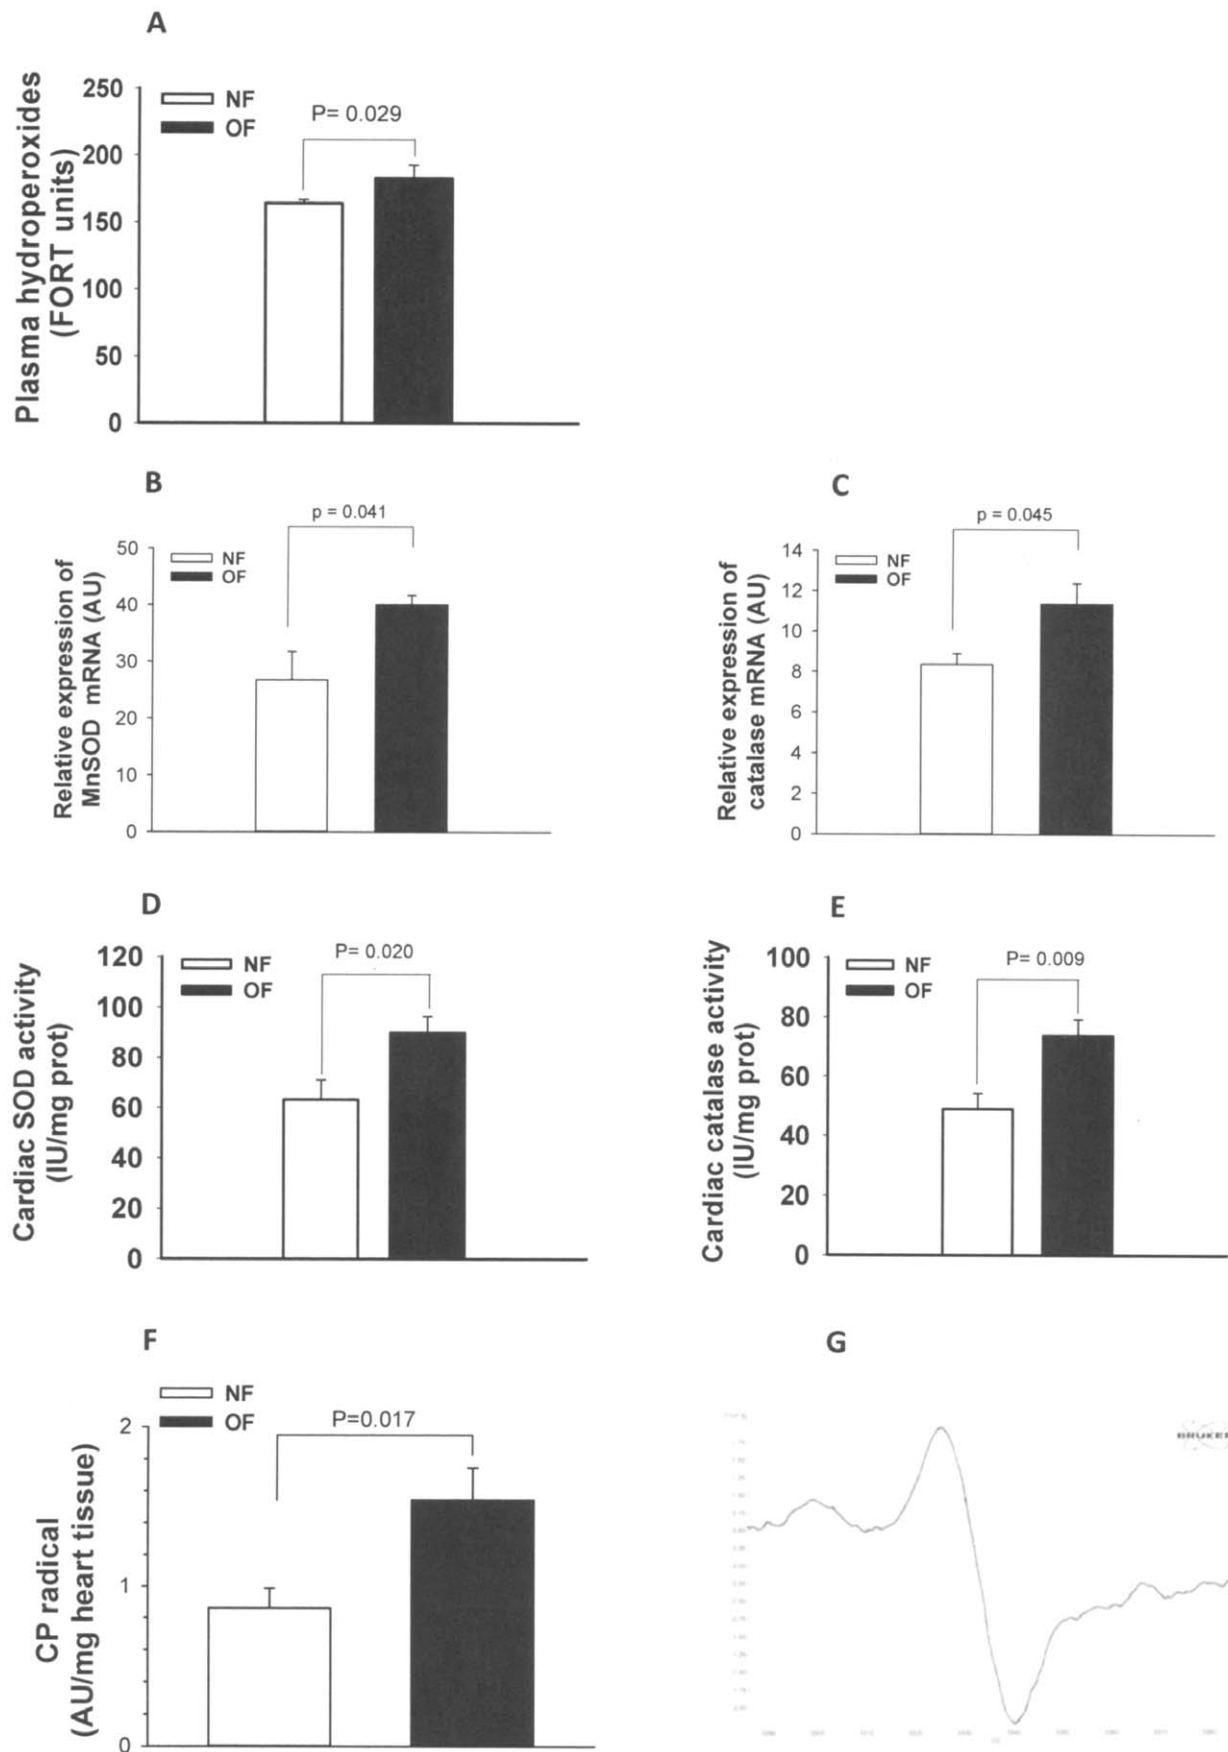 A
Plasma hydroperoxides
(FORT units)
250
200
150
100
50
0
NF
OF
P= 0.029
B
Relative expression of
MnSOD mRNA (AU)
50
40
30
20
10
0
NF
OF
p = 0.041
C
Relative expression of
catalase mRNA (AU)
14
12
10
8
6
4
2
0
NF
OF
p = 0.045
D
Cardiac SOD activity
(IU/mg prot)
120
100
80
60
40
20
0
NF
OF
P= 0.020
E
Cardiac catalase activity
(IU/mg prot)
100
80
60
40
20
0
NF
OF
P= 0.009
F
CP radical
(AU/mg heart tissue)
2
1
0
NF
OF
P=0.017
G
BRUKER